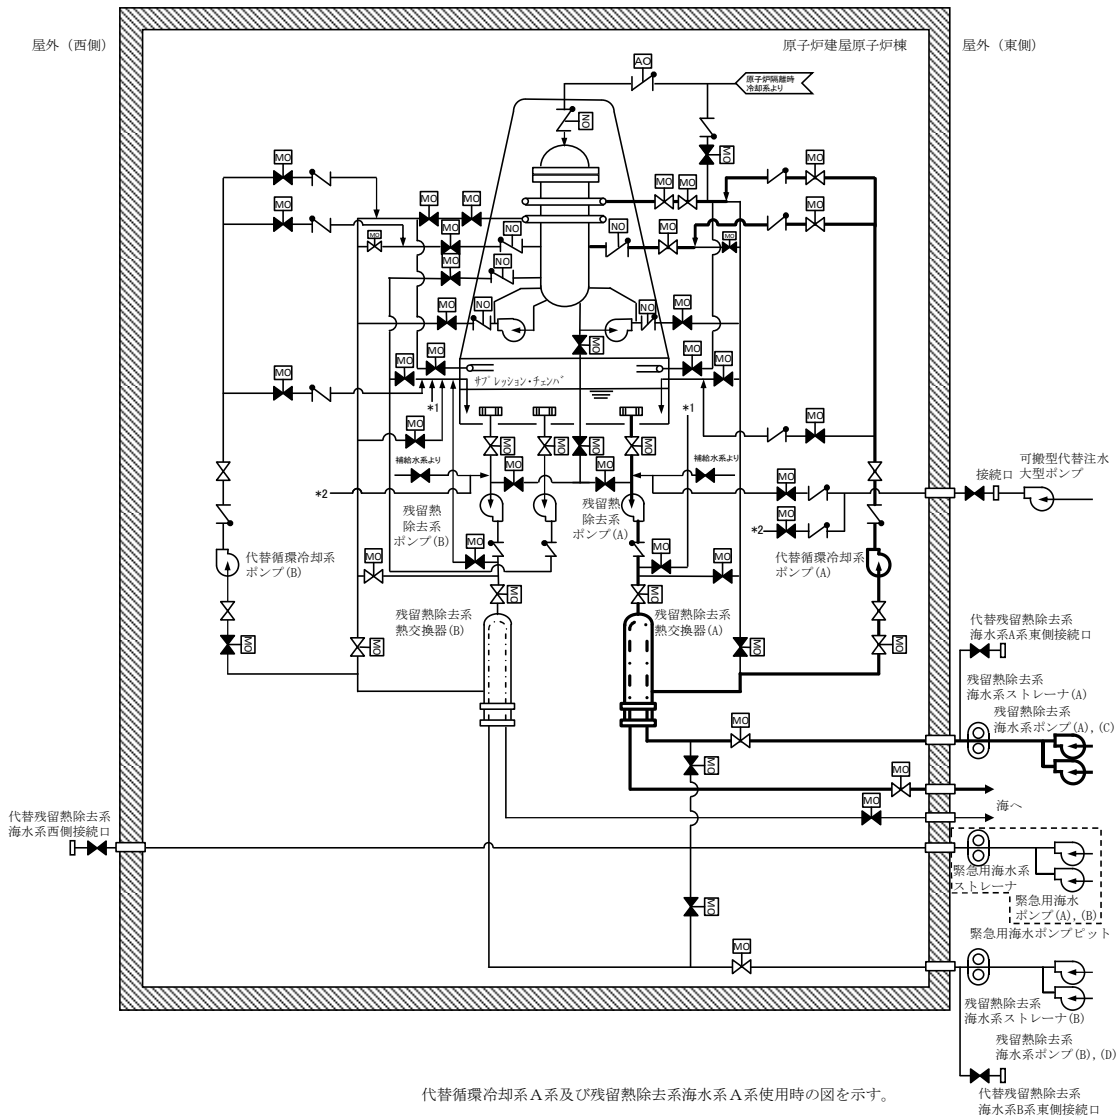 屋外（西側）
原子炉建屋原子炉棟
屋外（東側）
AO
原子炉隔離時
冷却系より
NO
MO
MO
MO
MO
MO
MO
MO
MO
MO
MO
MO
NO
NO
MO
MO
MO
MO
NO
MO
NO
NO
MO
MO
MO
MO
MO
MO
MO
サプレッション・チェンバ
*1
*1
MO
MO
補給水系より
補給水系より
MO
MO
MO
MO
MO
MO
*2
MO
接続口
可搬型代替注水
大型ポンプ
残留熱
除去系
ポンプ(B)
残留熱
除去系
ポンプ(A)
MO
*2
代替循環冷却系
ポンプ(B)
代替循環冷却系
ポンプ(A)
MO
MO
MO
MO
MO
MO
残留熱除去系
熱交換器(B)
残留熱除去系
熱交換器(A)
代替残留熱除去系
海水系A系東側接続口
MO
MO
MO
MO
残留熱除去系
海水系ストレーナ(A)
残留熱除去系
海水系ポンプ(A),(C)
MO
MO
MO
海へ
MO
代替残留熱除去系
海水系西側接続口
緊急用海水系
ストレーナ
緊急用海水
ポンプ(A),(B)
緊急用海水ポンプピット
MO
MO
残留熱除去系
海水系ストレーナ(B)
残留熱除去系
海水系ポンプ(B),(D)
代替残留熱除去系
海水系B系東側接続口
代替循環冷却系Ａ系及び残留熱除去系海水系Ａ系使用時の図を示す。